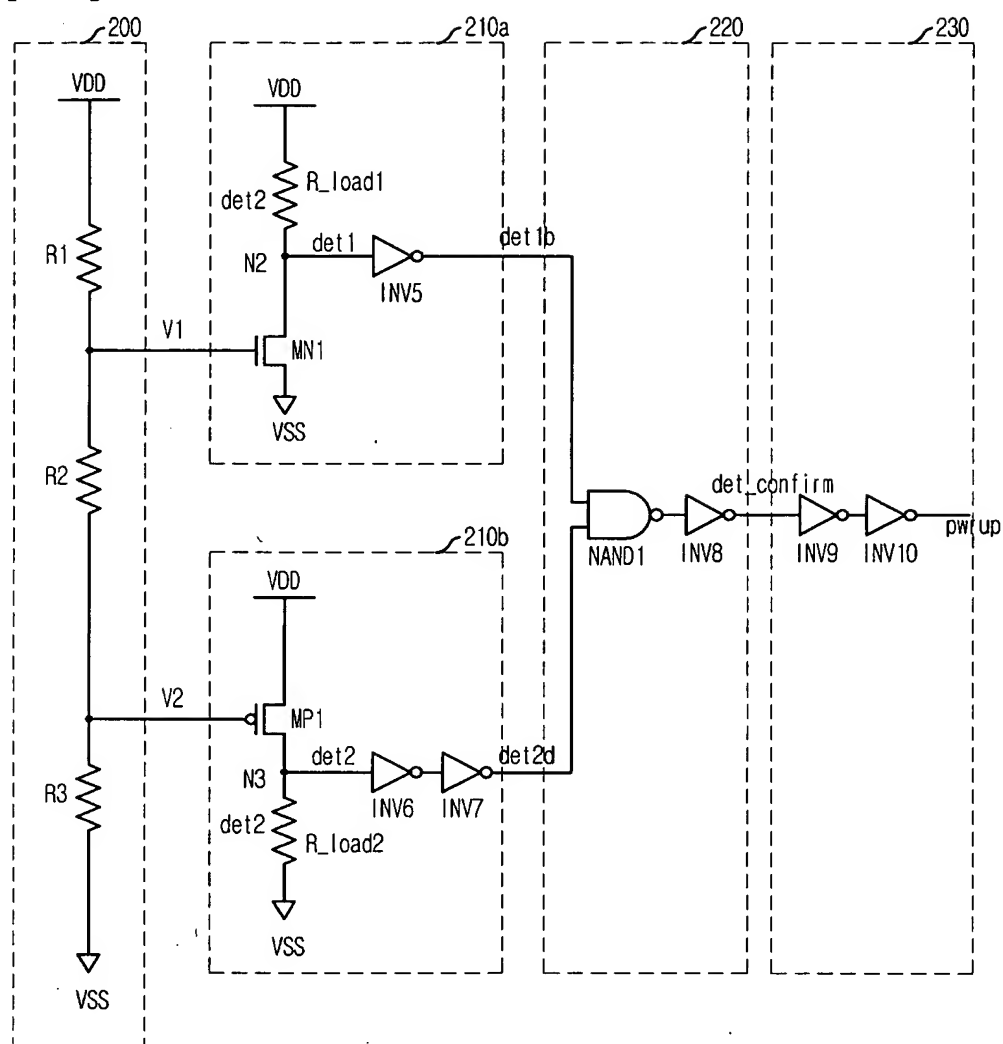 200
210a
220
230
VDD
R1
V1
R2
V2
R3
VSS
VDD
R_load1
det2
det1
N2
INV5
det1b
MN1
VSS
210b
VDD
MP1
det2
N3
INV6
INV7
det2d
det2
R_load2
VSS
NAND1
INV8
det_confirm
INV9
INV10
pwrup